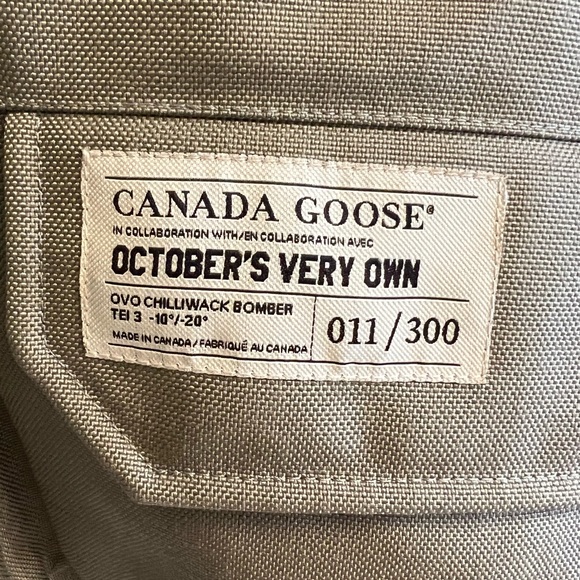 CANADA GOOSE®
IN COLLABORATION WITH/EN COLLABORATION AVEC
OCTOBER'S VERY OWN
OVO CHILLIWACK BOMBER
TEI 3 -10°/-20°
MADE IN CANADA/FABRIQUÉ AU CANADA
011/300